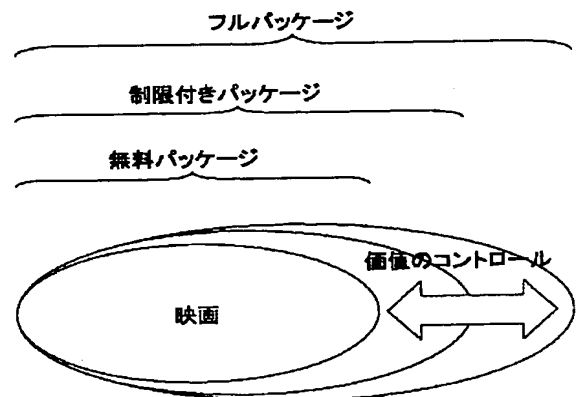 フルパッケージ
制限付きパッケージ
無料パッケージ
価値のコントロール
映画